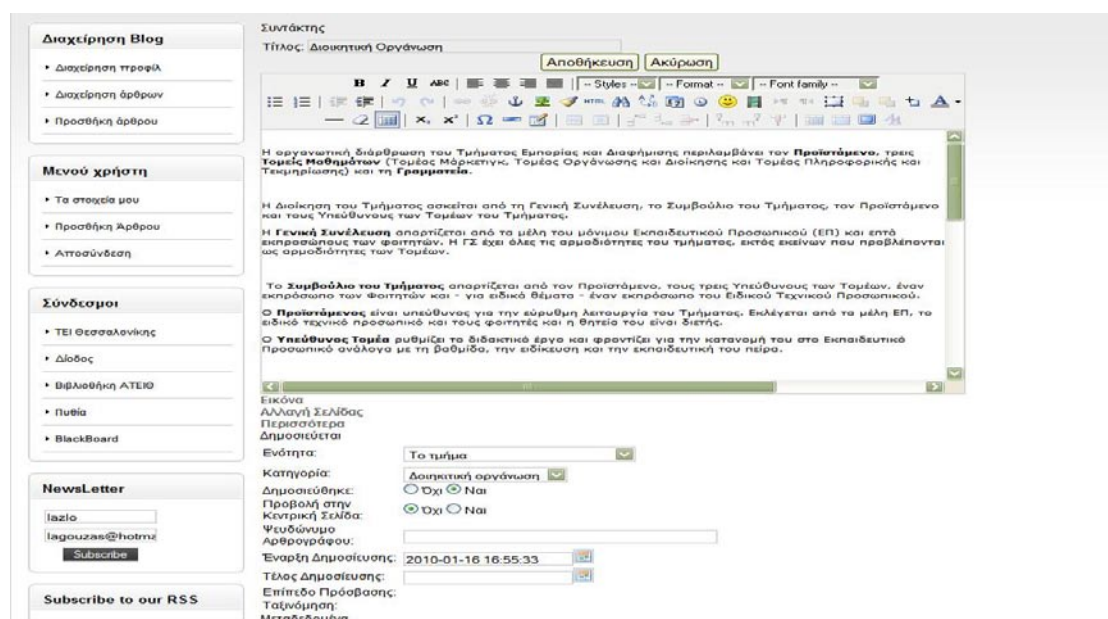 Διαχείρηση Blog
Διαχείρηση προφίλ
Διαχείρηση άρθρων
Προσθήκη άρθρου
Μενού χρήστη
Τα στοιχεία μου
Προσθήκη Άρθρου
Αποσύνδεση
Σύνδεσμοι
ΤΕΙ Θεσσαλονίκης
Δίοδος
Βιβλιοθήκη ΑΤΕΙΘ
Πυθία
BlackBoard
NewsLetter
lazlo
lagouzas@hotma
Subscribe
Subscribe to our RSS
Συντάκτης
Τίτλος: Διοικητική Οργάνωση
Αποθήκευση Ακύρωση
B I U ABC -- Styles -- -- Format -- -- Font family --
HTML
Η οργανωτική διάρθρωση του Τμήματος Εμπορίας και Διαφήμισης περιλαμβάνει τον Προϊστάμενο, τρεις
Τομείς Μαθημάτων (Τομέας Μάρκετινγκ, Τομέας Οργάνωσης και Διοίκησης και Τομέας Πληροφορικής και
Τεκμηρίωσης) και τη Γραμματεία.
Η Διοίκηση του Τμήματος ασκείται από τη Γενική Συνέλευση, το Συμβούλιο του Τμήματος, τον Προϊστάμενο
και τους Υπεύθυνους των Τομέων του Τμήματος.
Η Γενική Συνέλευση απαρτίζεται από τα μέλη του μόνιμου Εκπαιδευτικού Προσωπικού (ΕΠ) και επτά
εκπροσώπους των φοιτητών. Η ΓΣ έχει όλες τις αρμοδιότητες του τμήματος, εκτός εκείνων που προβλέπονται
ως αρμοδιότητες των Τομέων.
Το Συμβούλιο του Τμήματος απαρτίζεται από τον Προϊστάμενο, τους τρεις Υπεύθυνους των Τομέων, έναν
εκπρόσωπο των Φοιτητών και - για ειδικά θέματα - έναν εκπρόσωπο του Ειδικού Τεχνικού Προσωπικού.
Ο Προϊστάμενος είναι υπεύθυνος για την εύρυθμη λειτουργία του Τμήματος. Εκλέγεται από τα μέλη ΕΠ, το
ειδικό τεχνικό προσωπικό και τους φοιτητές και η θητεία του είναι διετής.
Ο Υπεύθυνος Τομέα ρυθμίζει το διδακτικό έργο και φροντίζει για την κατανομή του στο Εκπαιδευτικό
Προσωπικό ανάλογα με τη βαθμίδα, την ειδίκευση και την εκπαιδευτική του πείρα.
Εικόνα
Αλλαγή Σελίδας
Περισσότερα
Δημοσιεύεται
Ενότητα: Το τμήμα
Κατηγορία: Δοιηκιτική οργάνωση
Δημοσιεύθηκε: Όχι Ναι
Προβολή στην
Κεντρική Σελίδα: Όχι Ναι
Ψευδώνυμο
Αρθρογράφου:
Έναρξη Δημοσίευσης: 2010-01-16 16:55:33
Τέλος Δημοσίευσης:
Επίπεδο Πρόσβασης:
Ταξινόμηση:
Μεταδεδομένα